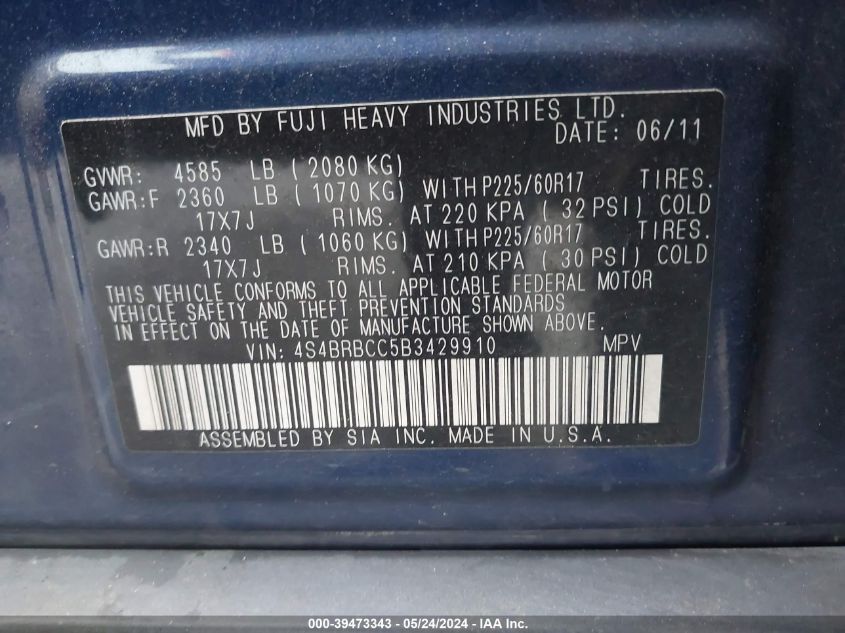 MFD BY FUJI HEAVY INDUSTRIES LTD.
DATE: 06/11
GVWR: 4585 LB ( 2080 KG)
GAWR:F 2360 LB ( 1070 KG) WITH P225/60R17 TIRES.
17X7J RIMS. AT 220 KPA ( 32 PSI) COLD
GAWR:R 2340 LB ( 1060 KG) WITH P225/60R17 TIRES.
17X7J RIMS. AT 210 KPA ( 30 PSI) COLD
THIS VEHICLE CONFORMS TO ALL APPLICABLE FEDERAL MOTOR
VEHICLE SAFETY AND THEFT PREVENTION STANDARDS
IN EFFECT ON THE DATE OF MANUFACTURE SHOWN ABOVE.
VIN: 4S4BRBCC5B3429910 MPV
ASSEMBLED BY SIA INC. MADE IN U.S.A.
000-39473343 - 05/24/2024 - IAA Inc.